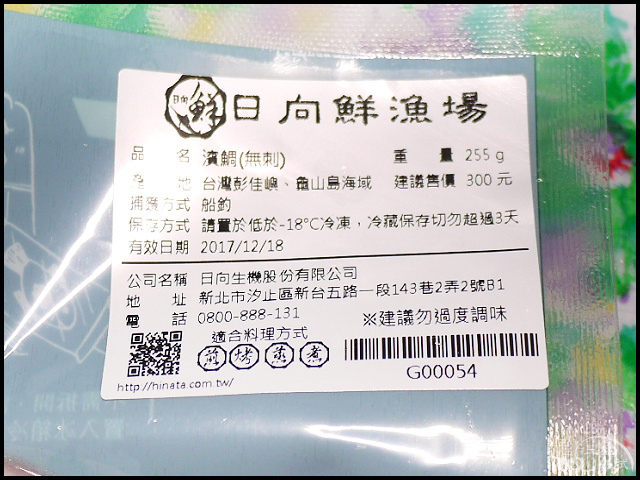 日向 鮮 日向鮮漁場
品名 濱鯛(無刺) 重量 255 g
產地 台灣彭佳嶼、龜山島海域 建議售價 300 元
捕獲方式 船釣
保存方式 請置於低於-18°C冷凍，冷藏保存切勿超過3天
有效日期 2017/12/18
公司名稱 日向生機股份有限公司
地址 新北市汐止區新台五路一段143巷2弄2號B1
電話 0800-888-131 ※建議勿過度調味
適合料理方式
煎 烤 蒸 煮
http://hinata.com.tw/ G00054